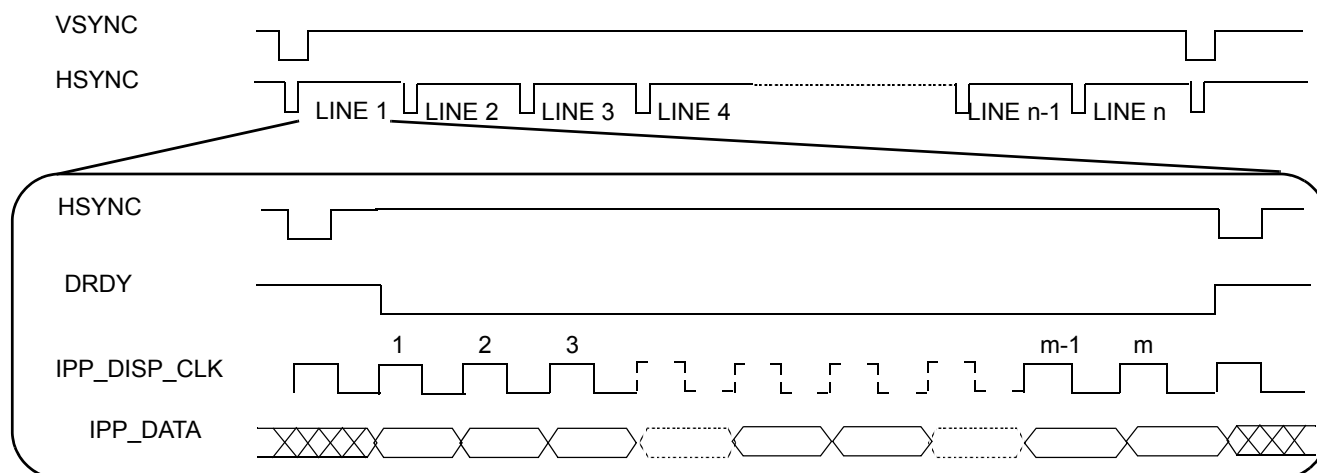 VSYNC
HSYNC
LINE 1 LINE 2 LINE 3 LINE 4 LINE n-1 LINE n
HSYNC
DRDY
1 2 3 m-1 m
IPP_DISP_CLK
IPP_DATA